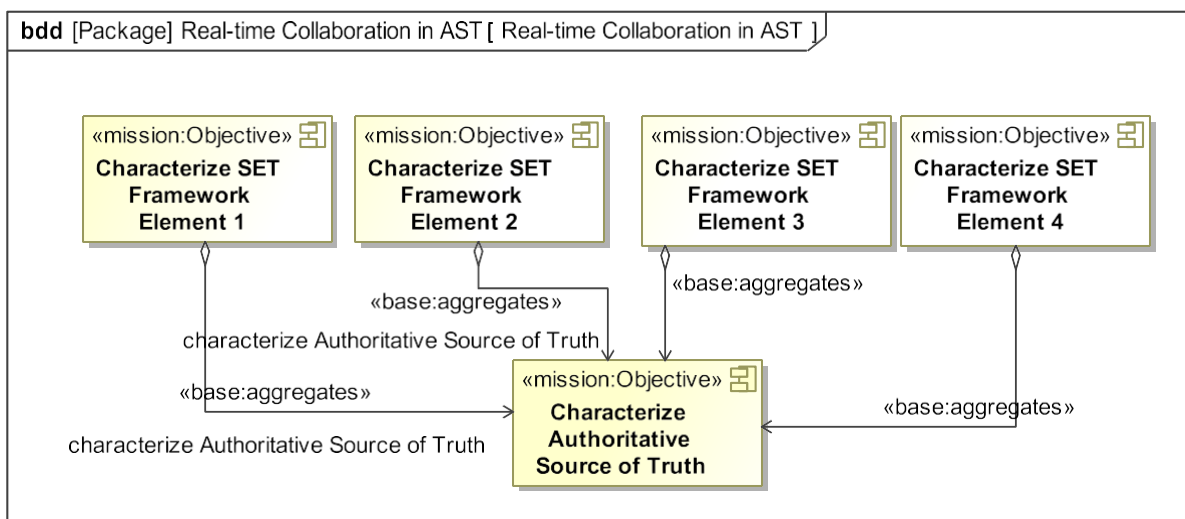 bdd [Package] Real-time Collaboration in AST [ Real-time Collaboration in AST ]
«mission:Objective»
Characterize SET
Framework
Element 1
«mission:Objective»
Characterize SET
Framework
Element 2
«mission:Objective»
Characterize SET
Framework
Element 3
«mission:Objective»
Characterize SET
Framework
Element 4
«base:aggregates»
«base:aggregates»
characterize Authoritative Source of Truth
«base:aggregates»
«base:aggregates»
characterize Authoritative Source of Truth
«mission:Objective»
Characterize
Authoritative
Source of Truth